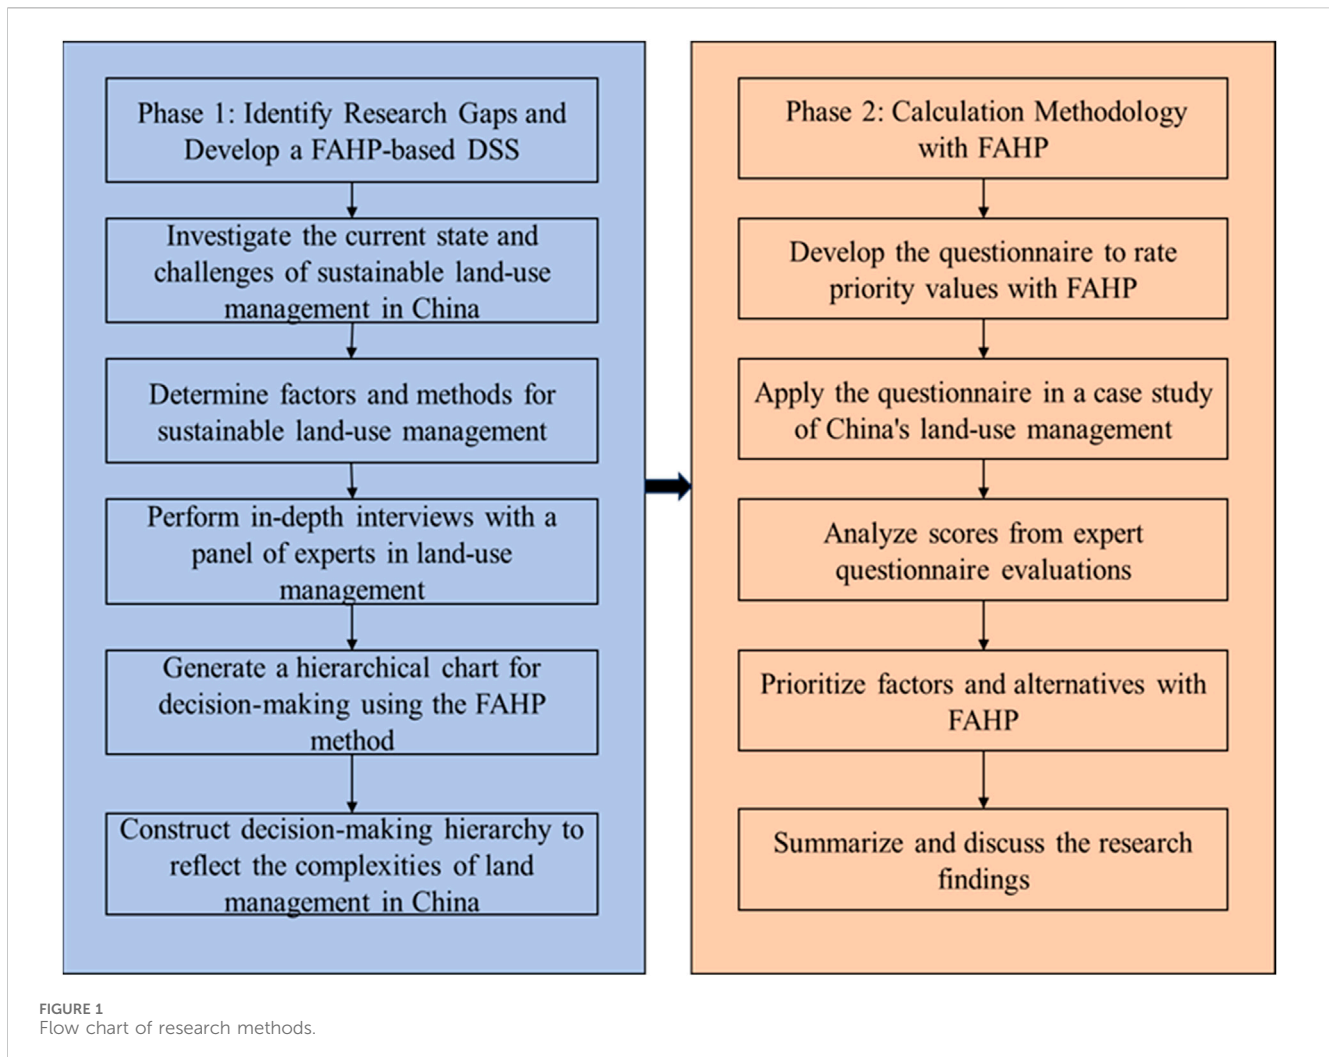 Phase 1: Identify Research Gaps and
Develop a FAHP-based DSS
Investigate the current state and
challenges of sustainable land-use
management in China
Determine factors and methods for
sustainable land-use management
Perform in-depth interviews with a
panel of experts in land-use
management
Generate a hierarchical chart for
decision-making using the FAHP
method
Construct decision-making hierarchy to
reflect the complexities of land
management in China
Phase 2: Calculation Methodology
with FAHP
Develop the questionnaire to rate
priority values with FAHP
Apply the questionnaire in a case study
of China's land-use management
Analyze scores from expert
questionnaire evaluations
Prioritize factors and alternatives with
FAHP
Summarize and discuss the research
findings
FIGURE 1
Flow chart of research methods.